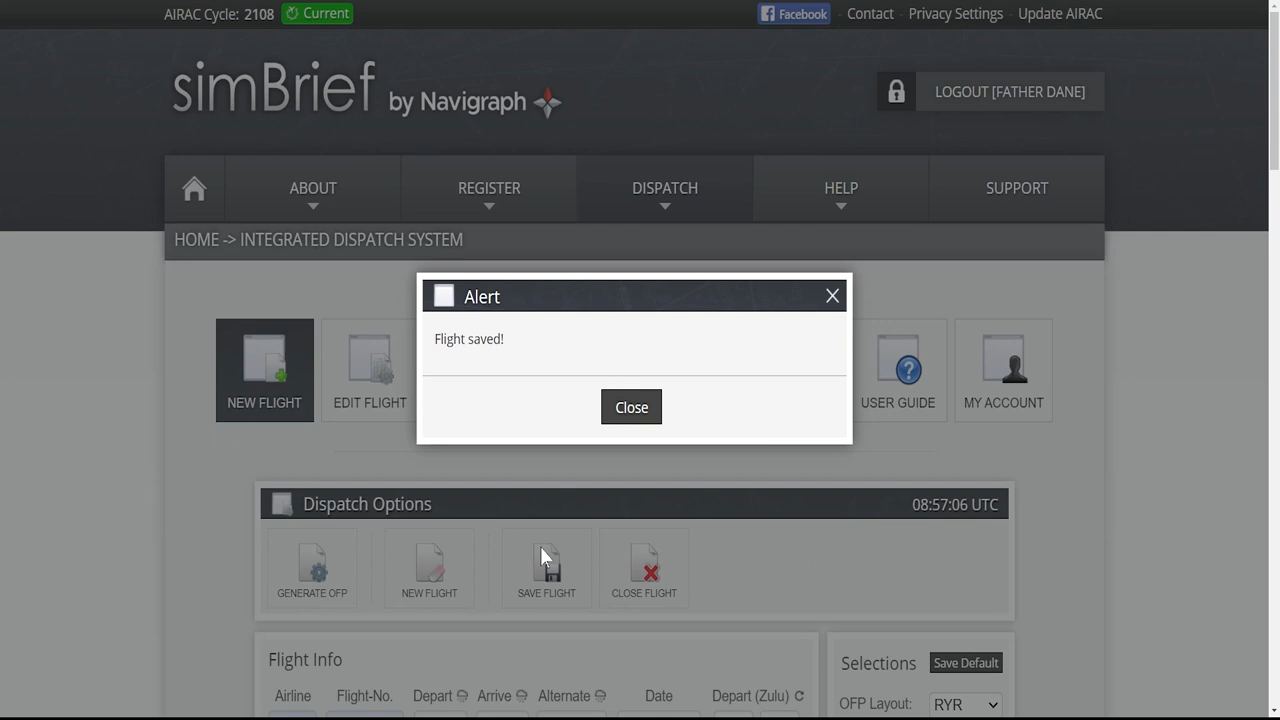 AIRAC Cycle: 2108 Current
Facebook - Contact - Privacy Settings - Update AIRAC
simBrief by Navigraph
LOGOUT [FATHER DANE]
ABOUT REGISTER DISPATCH HELP SUPPORT
HOME -> INTEGRATED DISPATCH SYSTEM
Alert
Flight saved!
Close
NEW FLIGHT EDIT FLIGHT USER GUIDE MY ACCOUNT
Dispatch Options 08:57:06 UTC
GENERATE OFP NEW FLIGHT SAVE FLIGHT CLOSE FLIGHT
Flight Info
Airline Flight-No. Depart Arrive Alternate Date Depart (Zulu)
Selections Save Default
OFP Layout: RYR